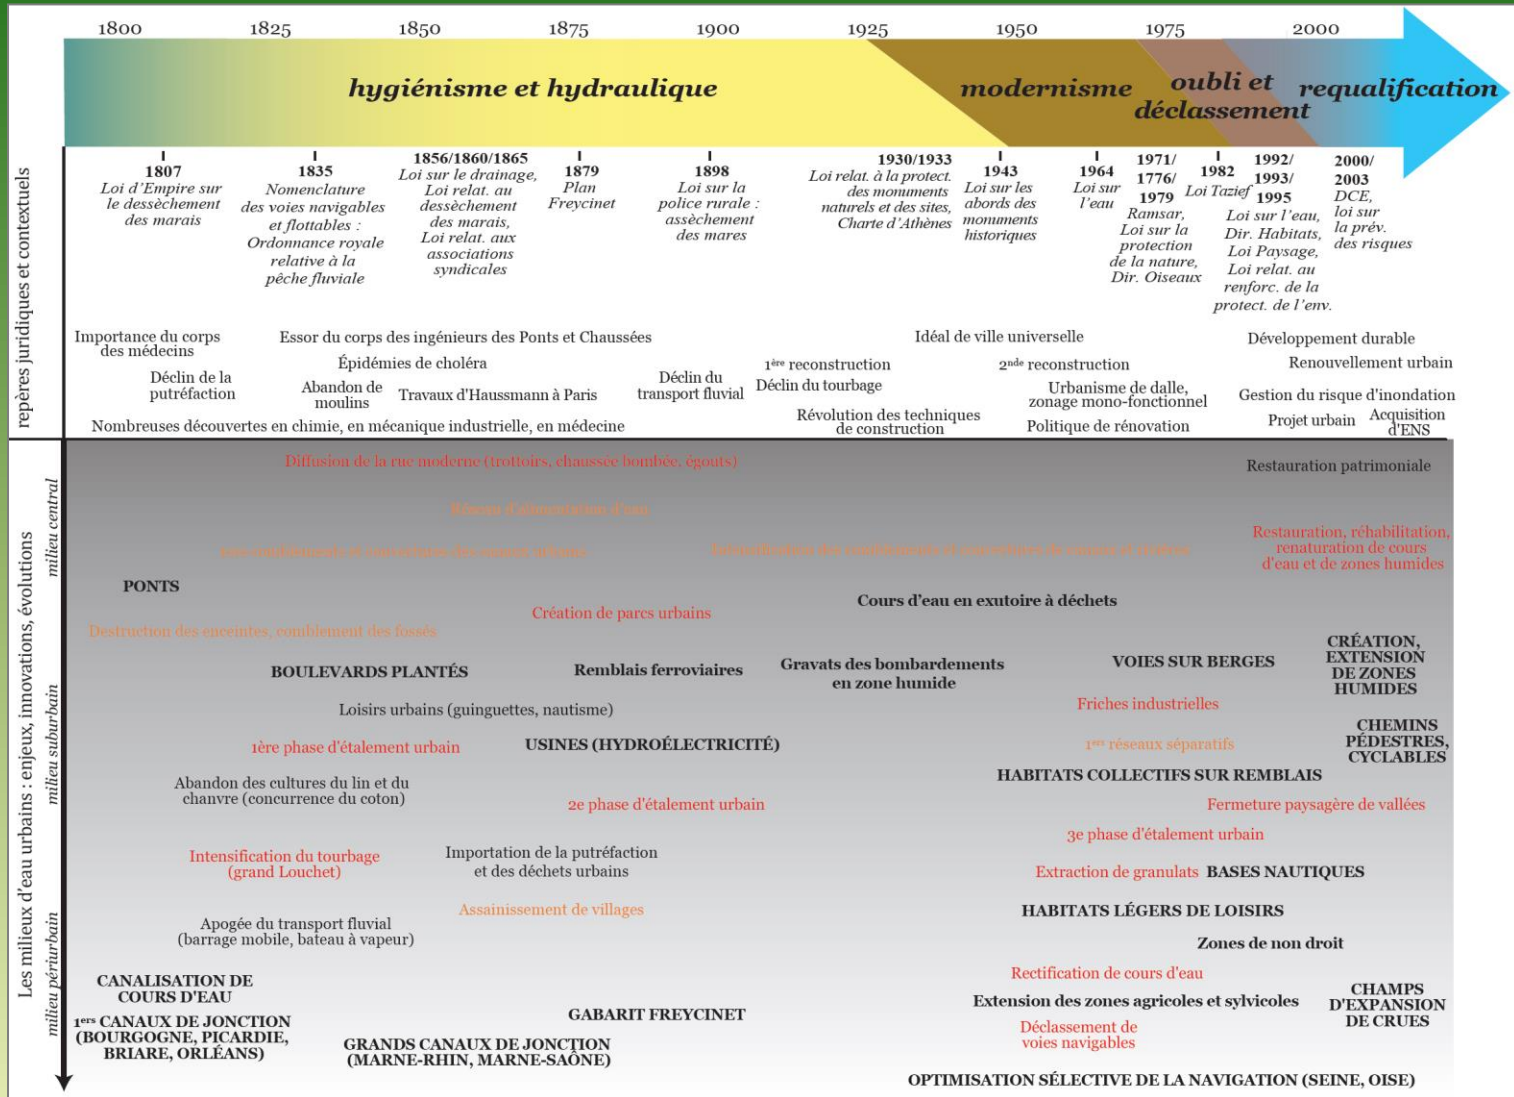 1800 1825 1850 1875 1900 1925 1950 1975 2000
hygiénisme et hydraulique
modernisme
oubli et
déclassement
requalification
repères juridiques et contextuels
1807
Loi d'Empire sur
le dessèchement
des marais
1835
Nomenclature
des voies navigables
et flottables :
Ordonnance royale
relative à la
pêche fluviale
1856/1860/1865
Loi sur le drainage,
Loi relat. au
dessèchement
des marais,
Loi relat. aux
associations
syndicales
1879
Plan
Freycinet
1898
Loi sur la
police rurale :
assèchement
des mares
1930/1933
Loi relat. à la protect.
des monuments
naturels et des sites,
Charte d'Athènes
1943
Loi sur les
abords des
monuments
historiques
1964
Loi sur
l'eau
1971/
1776/
1979
Ramsar,
Loi sur la
protection
de la nature,
Dir. Oiseaux
1982
Loi Tazief
1992/
1993/
1995
Loi sur l'eau,
Dir. Habitats,
Loi Paysage,
Loi relat. au
renforc. de la
protect. de l'env.
2000/
2003
DCE,
loi sur
la prév.
des risques
Importance du corps
des médecins
Essor du corps des ingénieurs des Ponts et Chaussées
Idéal de ville universelle
Développement durable
Épidémies de choléra
1ère reconstruction
2nde reconstruction
Renouvellement urbain
Déclin de la
putréfaction
Abandon de
moulins
Travaux d'Haussmann à Paris
Déclin du
transport fluvial
Déclin du tourbage
Urbanisme de dalle,
zonage mono-fonctionnel
Gestion du risque d'inondation
Nombreuses découvertes en chimie, en mécanique industrielle, en médecine
Révolution des techniques
de construction
Politique de rénovation
Projet urbain
Acquisition
d'ENS
Les milieux d'eau urbains : enjeux, innovations, évolutions
milieu central
Diffusion de la rue moderne (trottoirs, chaussée bombée, égouts)
Restauration patrimoniale
Réseau d'alimentation d'eau
1ers comblements et couvertures des canaux urbains
Intensification des comblements et couvertures de canaux et rivières
Restauration, réhabilitation,
renaturation de cours
d'eau et de zones humides
PONTS
Cours d'eau en exutoire à déchets
Création de parcs urbains
Destruction des enceintes, comblement des fossés
milieu suburbain
BOULEVARDS PLANTÉS
Remblais ferroviaires
Gravats des bombardements
en zone humide
VOIES SUR BERGES
CRÉATION,
EXTENSION
DE ZONES
HUMIDES
Loisirs urbains (guinguettes, nautisme)
Friches industrielles
1ère phase d'étalement urbain
USINES (HYDROÉLECTRICITÉ)
1ers réseaux séparatifs
CHEMINS
PÉDESTRES,
CYCLABLES
Abandon des cultures du lin et du
chanvre (concurrence du coton)
HABITATS COLLECTIFS SUR REMBLAIS
2e phase d'étalement urbain
Fermeture paysagère de vallées
3e phase d'étalement urbain
Intensification du tourbage
(grand Louchet)
Importation de la putréfaction
et des déchets urbains
Extraction de granulats
BASES NAUTIQUES
milieu périurbain
Assainissement de villages
HABITATS LÉGERS DE LOISIRS
Apogée du transport fluvial
(barrage mobile, bateau à vapeur)
Zones de non droit
CANALISATION DE
COURS D'EAU
Rectification de cours d'eau
Extension des zones agricoles et sylvicoles
CHAMPS
D'EXPANSION
DE CRUES
GABARIT FREYCINET
1ers CANAUX DE JONCTION
(BOURGOGNE, PICARDIE,
BRIARE, ORLÉANS)
Déclassement de
voies navigables
GRANDS CANAUX DE JONCTION
(MARNE-RHIN, MARNE-SAÔNE)
OPTIMISATION SÉLECTIVE DE LA NAVIGATION (SEINE, OISE)